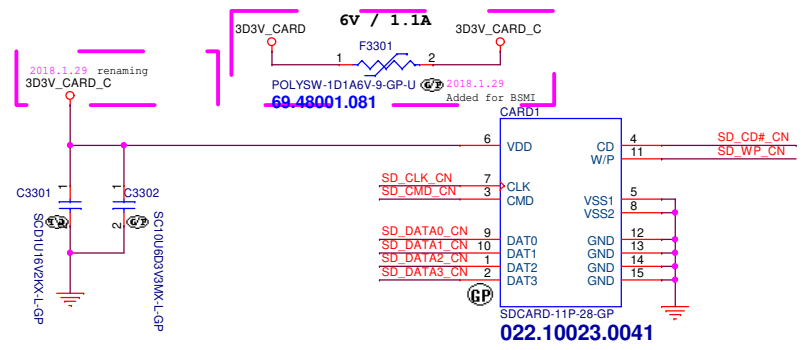 6V / 1.1A
3D3V_CARD
3D3V_CARD_C
F3301
1
2
2018.1.29 renaming
3D3V_CARD_C
POLYSW-1D1A6V-9-GP-U
GP
2018.1.29
69.48001.081
Added for BSMI
CARD1
6
VDD
CD
4
SD_CD#_CN
W/P
11
SD_WP_CN
C3301
1
2
SCD1U16V2KX-L-GP
C3302
1
2
GP
SC10U6D3V3MX-L-GP
SD_CLK_CN
7
CLK
SD_CMD_CN
3
CMD
VSS1
5
VSS2
8
SD_DATA0_CN
9
DAT0
GND
12
SD_DATA1_CN
10
DAT1
GND
13
SD_DATA2_CN
1
DAT2
GND
14
SD_DATA3_CN
2
DAT3
GND
15
GP
SDCARD-11P-28-GP
022.10023.0041